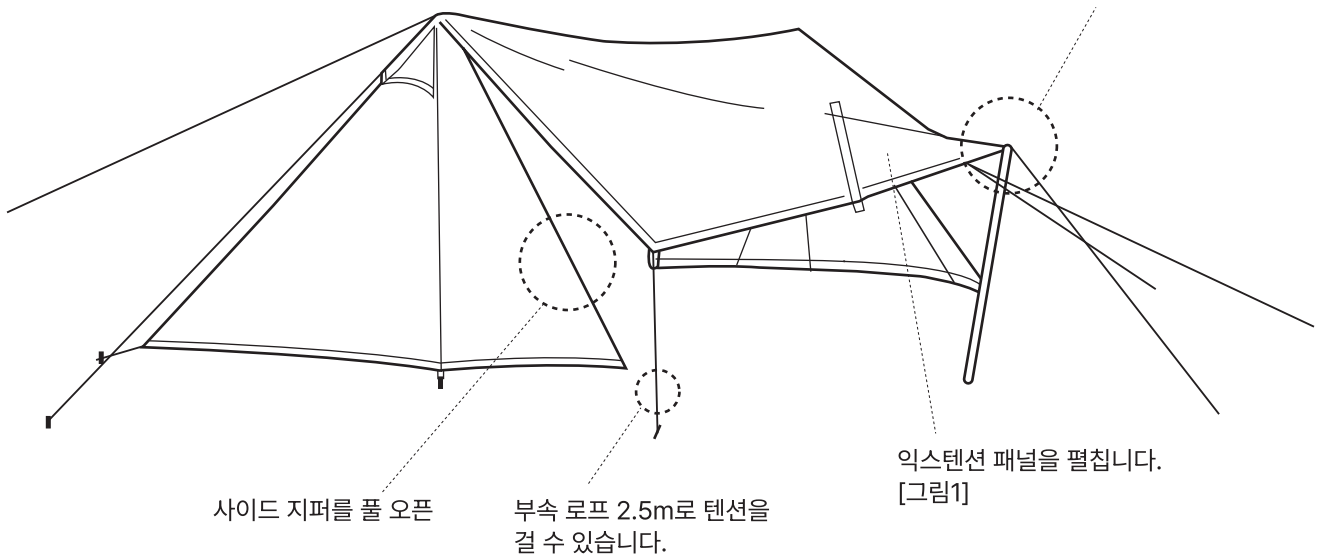 사이드 지퍼를 풀 오픈
부속 로프 2.5m로 텐션을
걸 수 있습니다.
익스텐션 패널을 펼칩니다.
[그림1]